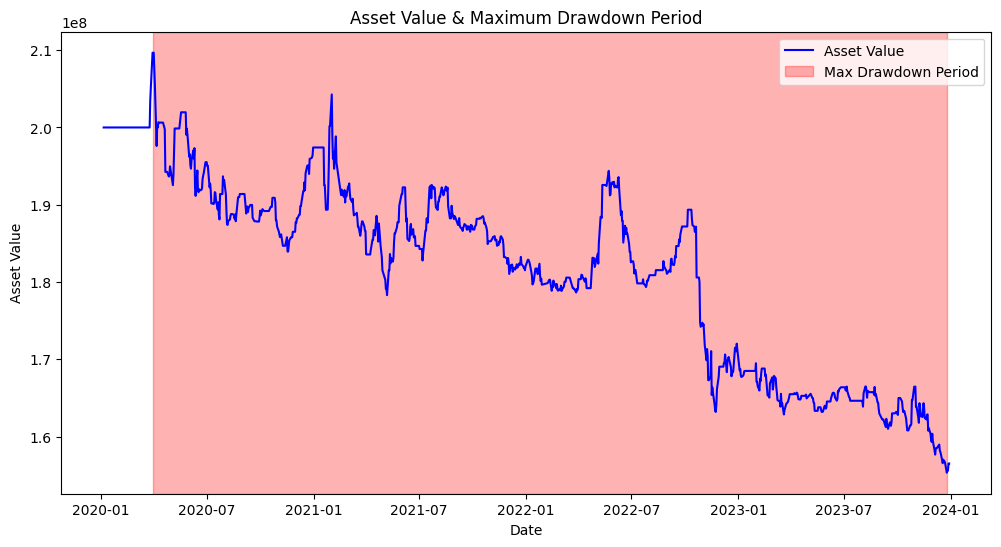 Asset Value & Maximum Drawdown Period
1e8
2.1
2.0
1.9
1.8
1.7
1.6
Asset Value
Asset Value
Max Drawdown Period
2020-01
2020-07
2021-01
2021-07
2022-01
2022-07
2023-01
2023-07
2024-01
Date